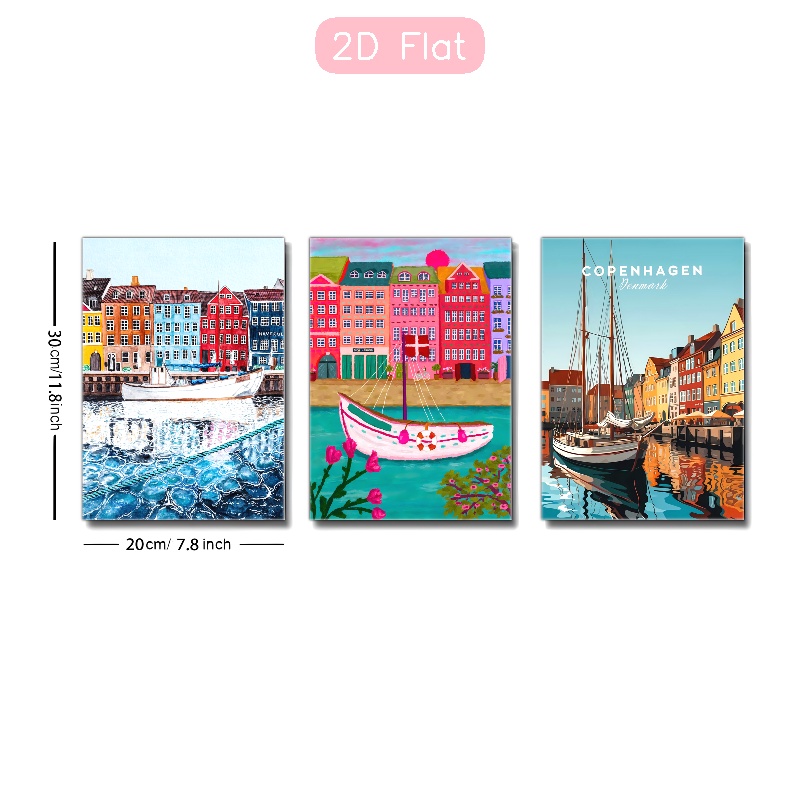 2D Flat
COPENHAGEN
Denmark
30cm/11.8inch
20cm/ 7.8 inch